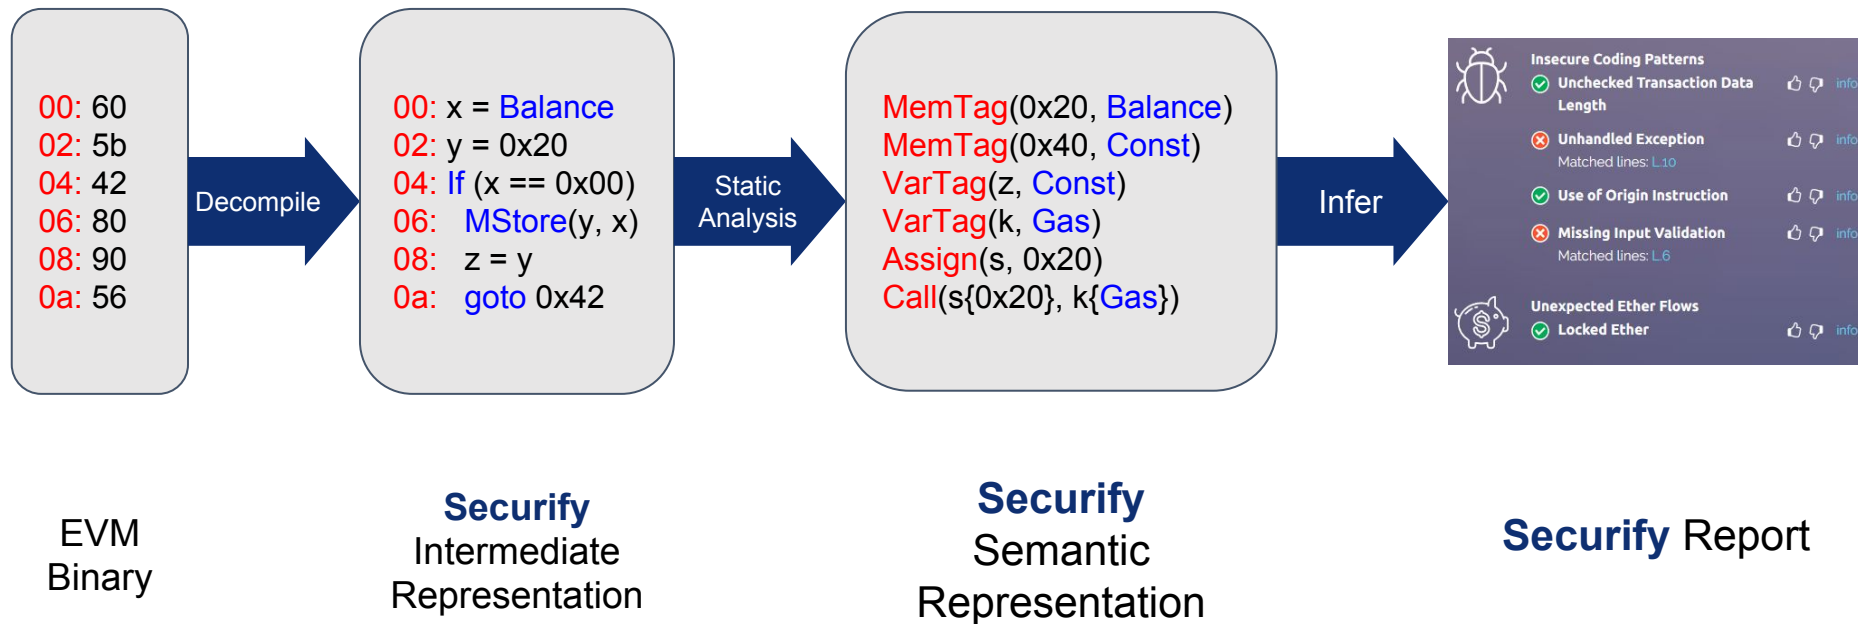 00: 60
02: 5b
04: 42
06: 80
08: 90
0a: 56
Decompile
00: x = Balance
02: y = 0x20
04: If (x == 0x00)
06: MStore(y, x)
08: z = y
0a: goto 0x42
Static
Analysis
MemTag(0x20, Balance)
MemTag(0x40, Const)
VarTag(z, Const)
VarTag(k, Gas)
Assign(s, 0x20)
Call(s{0x20}, k{Gas})
Infer
Insecure Coding Patterns
Unchecked Transaction Data info
Length
Unhandled Exception info
Matched lines: L.10
Use of Origin Instruction info
Missing Input Validation info
Matched lines: L.6
Unexpected Ether Flows
Locked Ether info
EVM
Binary
Securify
Intermediate
Representation
Securify
Semantic
Representation
Securify Report